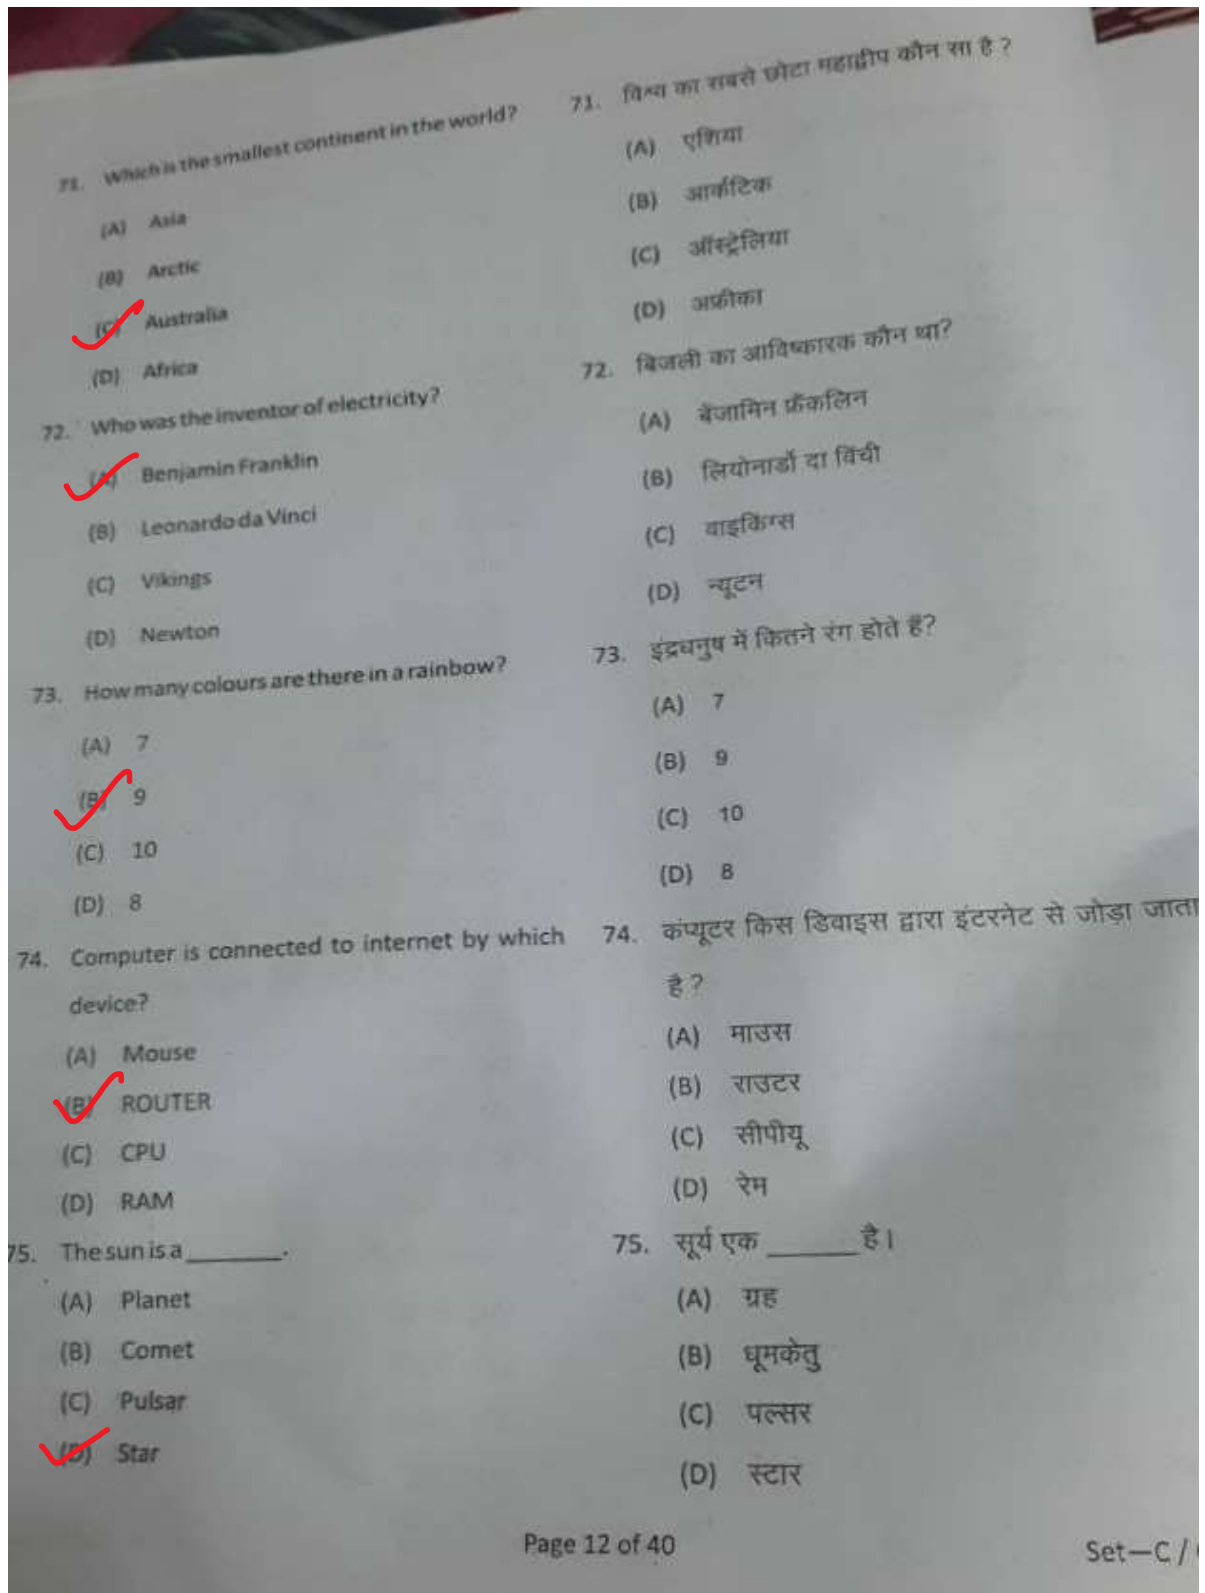 71. Which is the smallest continent in the world?
(A) Asia
(B) Arctic
(C) Australia
(D) Africa
72. Who was the inventor of electricity?
(A) Benjamin Franklin
(B) Leonardo da Vinci
(C) Vikings
(D) Newton
73. How many colours are there in a rainbow?
(A) 7
(B) 9
(C) 10
(D) 8
74. Computer is connected to internet by which
device?
(A) Mouse
(B) ROUTER
(C) CPU
(D) RAM
75. The sun is a ________.
(A) Planet
(B) Comet
(C) Pulsar
(D) Star
71. विश्व का सबसे छोटा महाद्वीप कौन सा है ?
(A) एशिया
(B) आर्कटिक
(C) ऑस्ट्रेलिया
(D) अफ्रीका
72. बिजली का आविष्कारक कौन था?
(A) बेंजामिन फ्रैंकलिन
(B) लियोनार्डो दा विंची
(C) वाइकिंग्स
(D) न्यूटन
73. इंद्रधनुष में कितने रंग होते हैं?
(A) 7
(B) 9
(C) 10
(D) 8
74. कंप्यूटर किस डिवाइस द्वारा इंटरनेट से जोड़ा जाता
है ?
(A) माउस
(B) राउटर
(C) सीपीयू
(D) रेम
75. सूर्य एक ________ है।
(A) ग्रह
(B) धूमकेतु
(C) पल्सर
(D) स्टार
Page 12 of 40
Set—C /